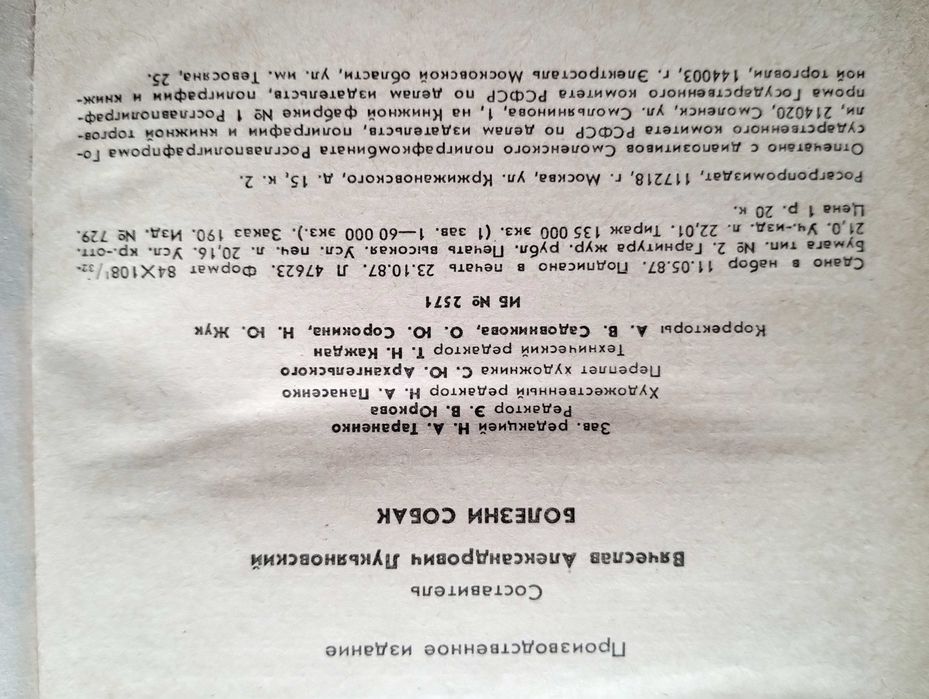 Производственное издание
Составитель
Вячеслав Александрович Лукьяновский
БОЛЕЗНИ СОБАК
Зав. редакцией Н. А. Тараненко
Редактор Э. В. Юркова
Художественный редактор Н. А. Панасенко
Переплет художника С. Ю. Архангельского
Технический редактор Т. Н. Каждан
Корректоры А. В. Садовникова, О. Ю. Сорокина, Н. Ю. Жук
ИБ № 2571
Сдано в набор 11.05.87. Подписано в печать 23.10.87. Л 47623. Формат 84×108¹/₃₂.
Бумага тип. № 2. Гарнитура жур. рубл. Печать высокая. Усл. печ. л. 20,16. Усл. кр.-отт.
21,0. Уч.-изд. л. 22,01. Тираж 135 000 экз. (1 зав. 1—60 000 экз.). Заказ 190. Изд. № 729.
Цена 1 р. 20 к.
Росагропромиздат, 117218, г. Москва, ул. Кржижановского, д. 15, к. 2.
Отпечатано с диапозитивов Смоленского полиграфкомбината Росглавполиграфпрома Го-
сударственного комитета РСФСР по делам издательств, полиграфии и книжной торгов-
ли, 214020, Смоленск, ул. Смольянинова, 1, на Книжной фабрике № 1 Росглавполиграф-
прома Государственного комитета РСФСР по делам издательств, полиграфии и книж-
ной торговли, 144003, г. Электросталь Московской области, ул. им. Тевосяна, 25.